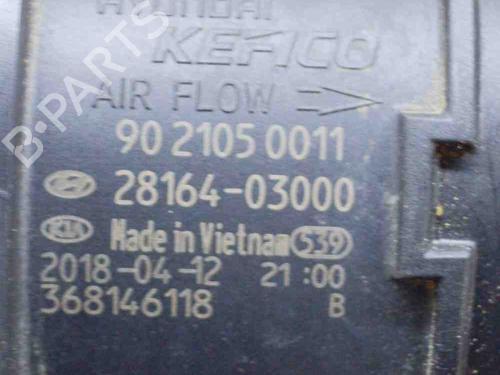 HYUNDAI
KEFICO
AIR FLOW
90 2105 0011
28164-03000
KIA Made in Vietnam 539
2018-04-12 21:00
368146118 B